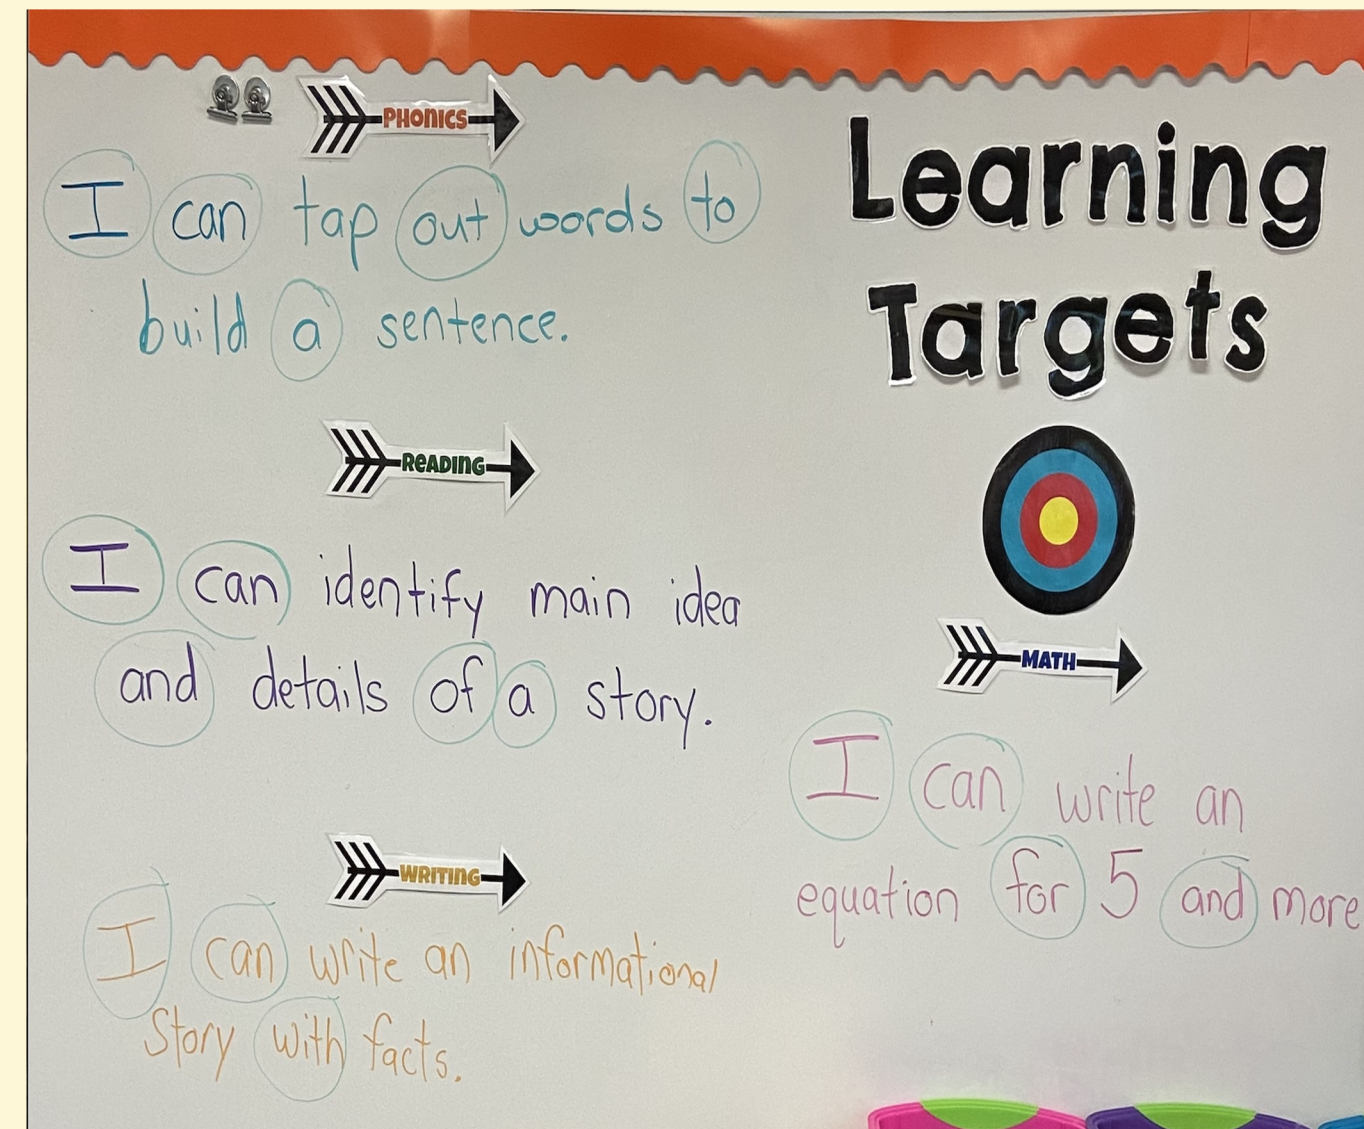 PHONICS
I can tap out words to
build a sentence.
READING
I can identify main idea
and details of a story.
WRITING
I can write an informational
Story with facts.
Learning
Targets
MATH
I can write an
equation for 5 and more